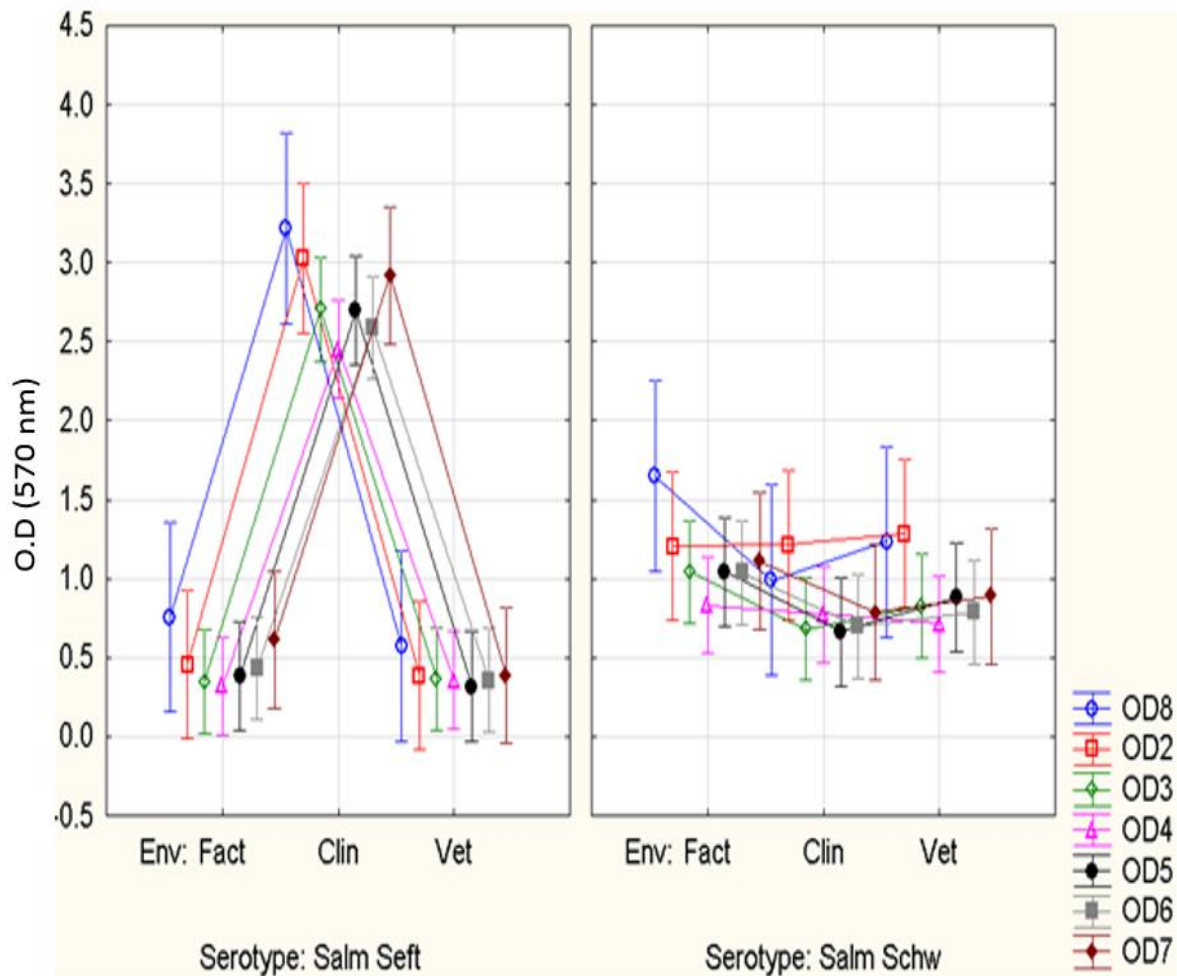 O.D (570 nm)
4.5
4.0
3.5
3.0
2.5
2.0
1.5
1.0
0.5
0.0
-0.5
Env: Fact Clin Vet
Env: Fact Clin Vet
Serotype: Salm Seft
Serotype: Salm Schw
OD8
OD2
OD3
OD4
OD5
OD6
OD7